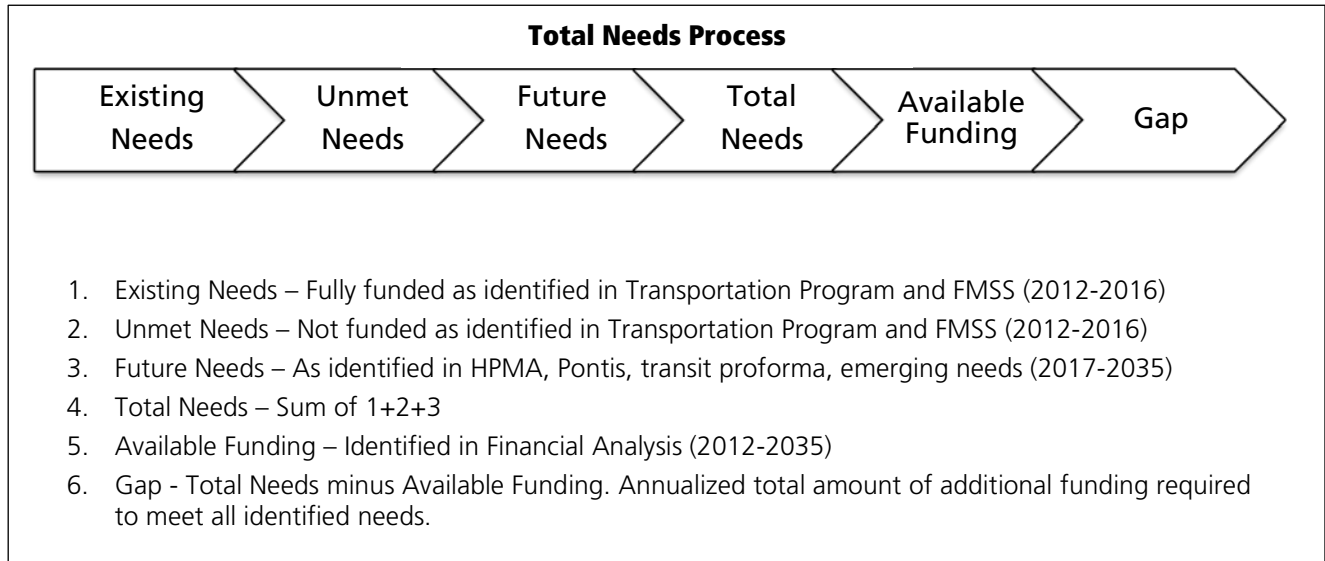 Total Needs Process
Existing
Needs
Unmet
Needs
Future
Needs
Total
Needs
Available
Funding
Gap
1. Existing Needs – Fully funded as identified in Transportation Program and FMSS (2012-2016)
2. Unmet Needs – Not funded as identified in Transportation Program and FMSS (2012-2016)
3. Future Needs – As identified in HPMA, Pontis, transit proforma, emerging needs (2017-2035)
4. Total Needs – Sum of 1+2+3
5. Available Funding – Identified in Financial Analysis (2012-2035)
6. Gap - Total Needs minus Available Funding. Annualized total amount of additional funding required
to meet all identified needs.